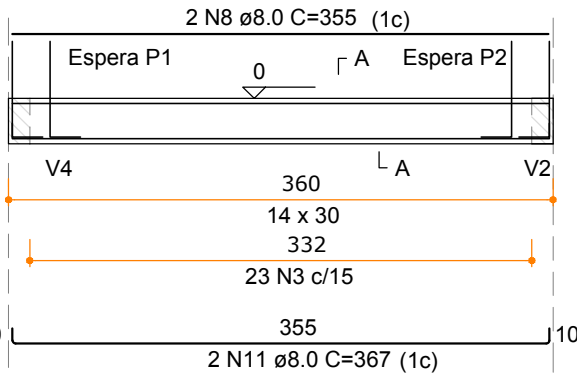 2 N8 ø8.0 C=355 (1c)
Espera P1
A
Espera P2
0
V4
A
V2
360
14 x 30
332
23 N3 c/15
355
10
2 N11 ø8.0 C=367 (1c)